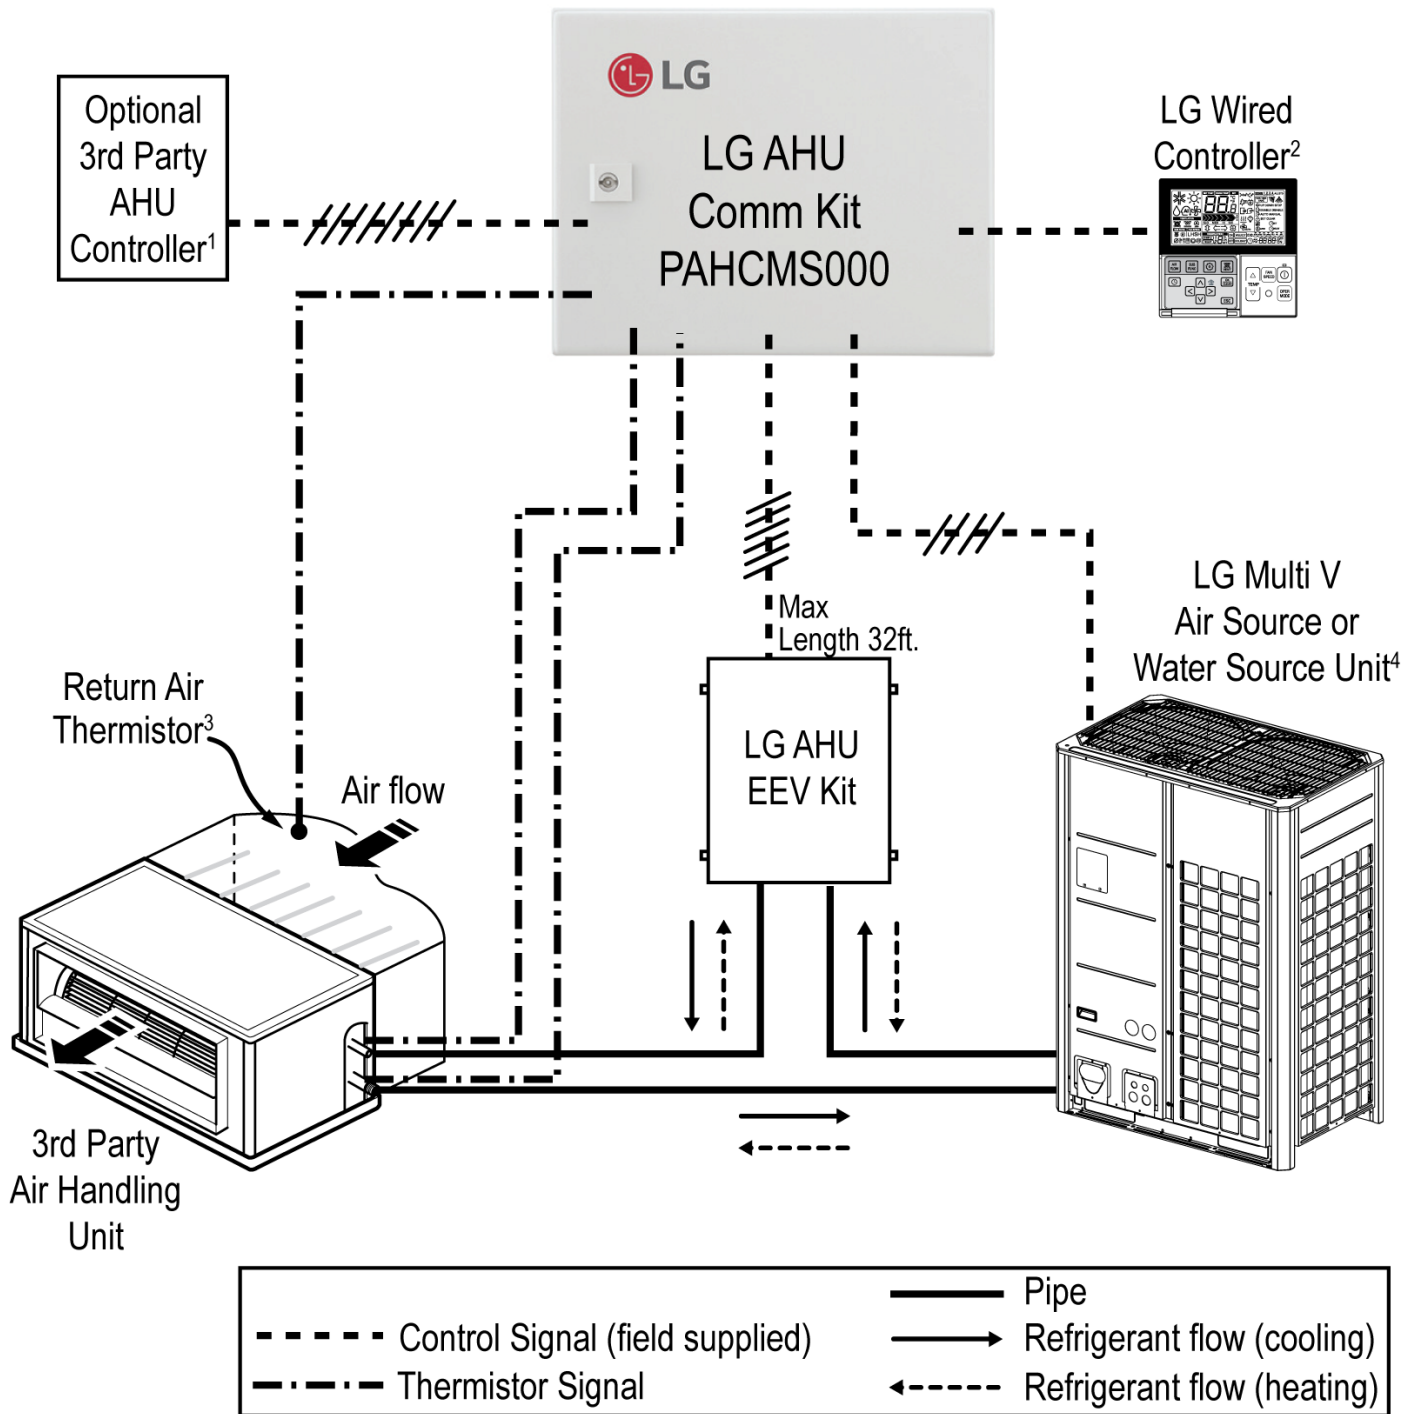 LG
Optional
3rd Party
AHU
Controller¹
LG AHU
Comm Kit
PAHCMS000
LG Wired
Controller²
Max
Length 32ft.
LG Multi V
Air Source or
Water Source Unit⁴
Return Air
Thermistor³
Air flow
LG AHU
EEV Kit
3rd Party
Air Handling
Unit
Pipe
Control Signal (field supplied)
Refrigerant flow (cooling)
Thermistor Signal
Refrigerant flow (heating)